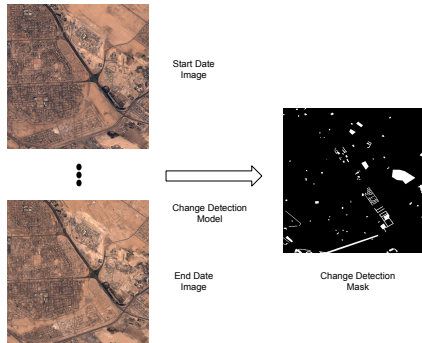 Start Date
Image
Change Detection
Model
End Date
Image
Change Detection
Mask